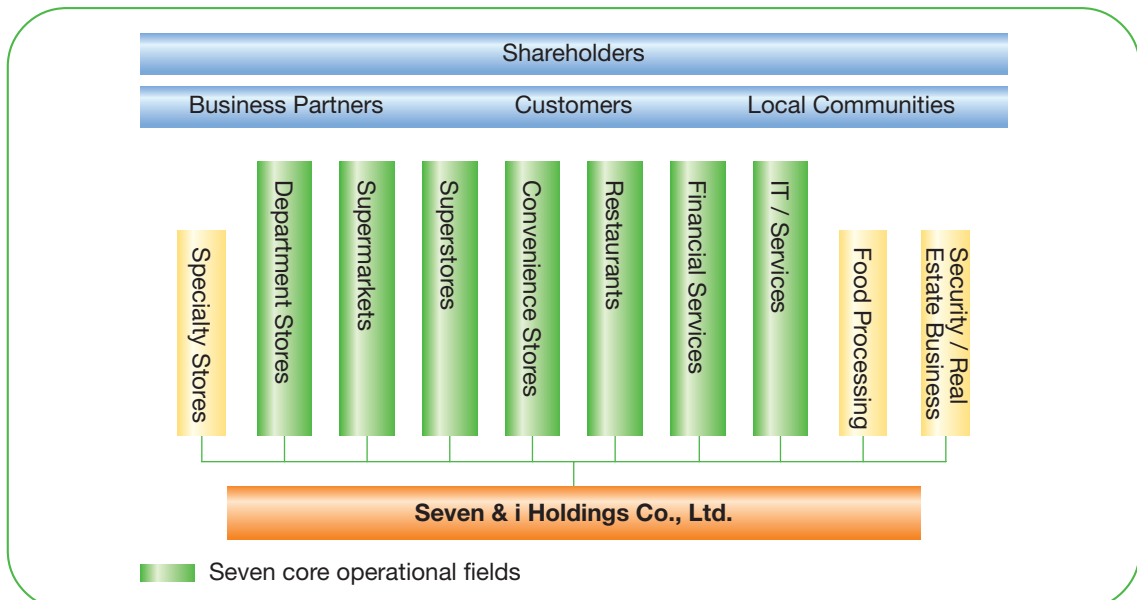 Shareholders
Business Partners
Customers
Local Communities
Specialty Stores
Department Stores
Supermarkets
Superstores
Convenience Stores
Restaurants
Financial Services
IT / Services
Food Processing
Security / Real
Estate Business
Seven & i Holdings Co., Ltd.
Seven core operational fields